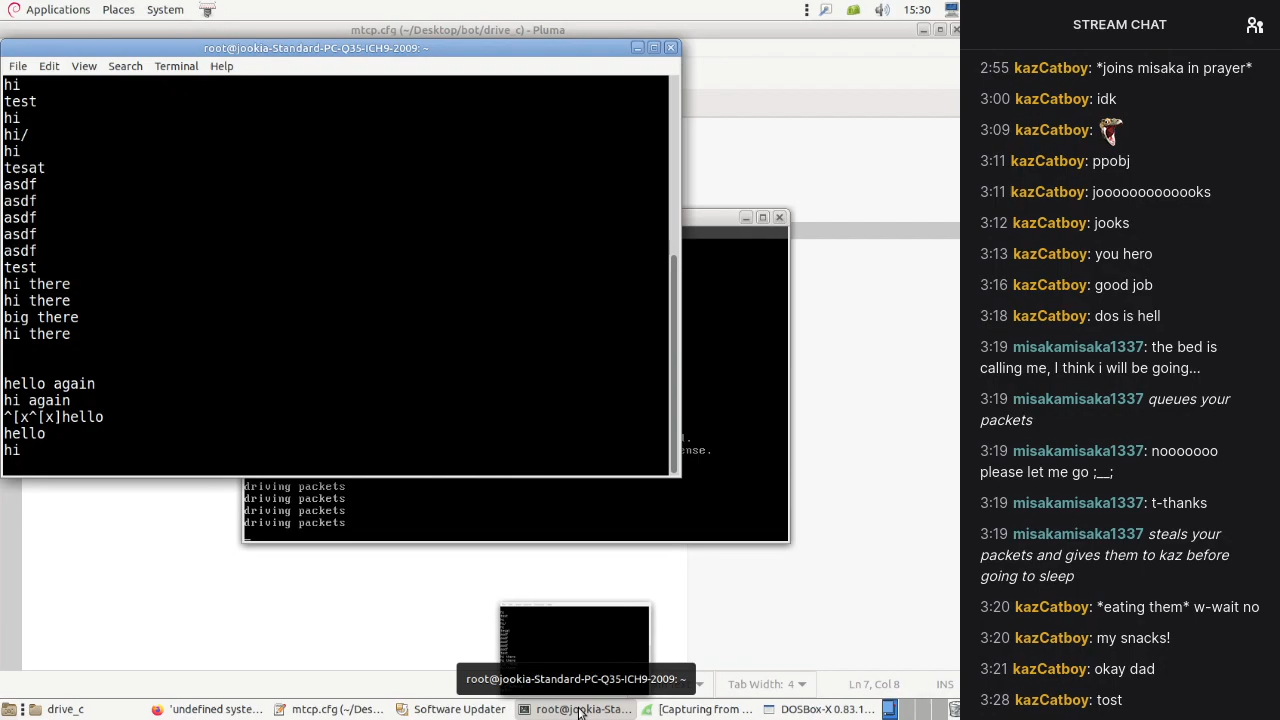 Applications Places System
15:30
mtcp.cfg (~/Desktop/bot/drive_c) - Pluma
root@jookia-Standard-PC-Q35-ICH9-2009: ~
File Edit View Search Terminal Help
hi
test
hi
hi/
hi
tesat
asdf
asdf
asdf
asdf
asdf
test
hi there
hi there
big there
hi there
hello again
hi again
^[x^[x]hello
hello
hi
ense.
driving packets
driving packets
driving packets
driving packets
root@jookia-Standard-PC-Q35-ICH9-2009: ~
Tab Width: 4
Ln 7, Col 8
INS
drive_c
'undefined syste...
mtcp.cfg (~/Des...
Software Updater
root@jookia-Sta...
[Capturing from ...
DOSBox-X 0.83.1...
STREAM CHAT
2:55 kazCatboy: *joins misaka in prayer*
3:00 kazCatboy: idk
3:09 kazCatboy:
3:11 kazCatboy: ppobj
3:11 kazCatboy: joooooooooooks
3:12 kazCatboy: jooks
3:13 kazCatboy: you hero
3:16 kazCatboy: good job
3:18 kazCatboy: dos is hell
3:19 misakamisaka1337: the bed is
calling me, I think i will be going...
3:19 misakamisaka1337 queues your
packets
3:19 misakamisaka1337: nooooooo
please let me go ;__;
3:19 misakamisaka1337: t-thanks
3:19 misakamisaka1337 steals your
packets and gives them to kaz before
going to sleep
3:20 kazCatboy: *eating them* w-wait no
3:20 kazCatboy: my snacks!
3:21 kazCatboy: okay dad
3:28 kazCatboy: tost